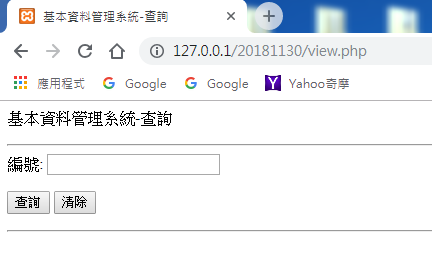 基本資料管理系統-查詢
127.0.0.1/20181130/view.php
應用程式 Google Google Yahoo奇摩
基本資料管理系統-查詢
編號:
查詢 清除